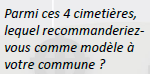 Parmi ces 4 cimetières,
lequel recommanderiez-
vous comme modèle à
votre commune ?